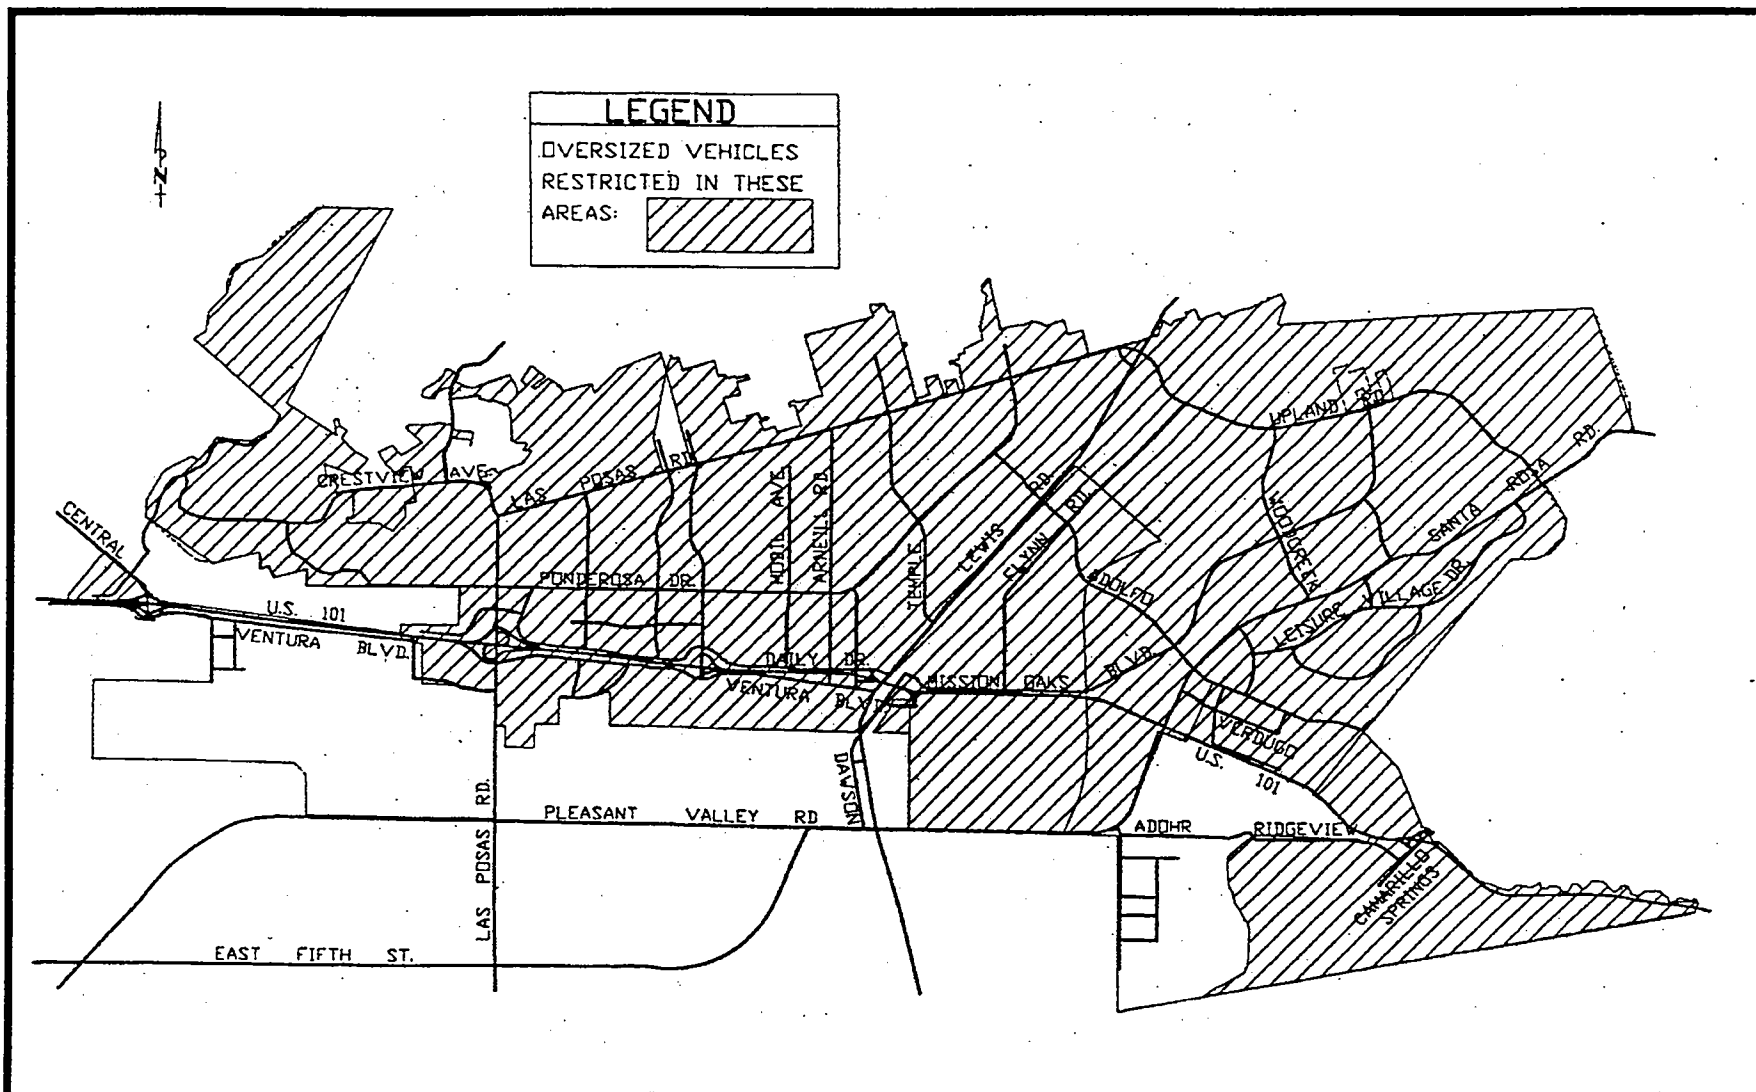 LEGEND
OVERSIZED VEHICLES
RESTRICTED IN THESE
AREAS:
N
UPLAND RD.
CRESTVIEW AVE.
LAS POSAS RD.
MOBIL AVE
ARNEILL RD.
TEMPLE
LEWIS RD.
FLYNN RD.
WOODCREEK
SANTA ROSA RD.
CENTRAL
PONDEROSA DR.
ADOLFO
VILLAGE DR.
LEISURE
U.S. 101
VENTURA BLVD.
DAILY DR.
VENTURA BLVD.
MISSION OAKS BLVD.
VERDUGO
U.S. 101
DAWSON
LAS POSAS RD.
PLEASANT VALLEY RD
ADOHR
RIDGEVIEW
CAMARILLO
SPRINGS
EAST FIFTH ST.